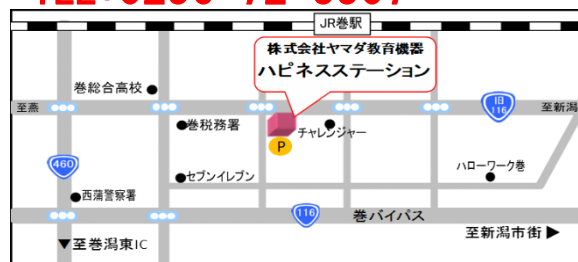 JR巻駅
株式会社ヤマダ教育機器
ハピネスステーション
巻総合高校
至燕
旧
116
至新潟
巻税務署
チャレンジャー
P
460
セブンイレブン
ハローワーク巻
西蒲警察署
116
巻バイパス
至新潟市街▶
▼至巻潟東IC